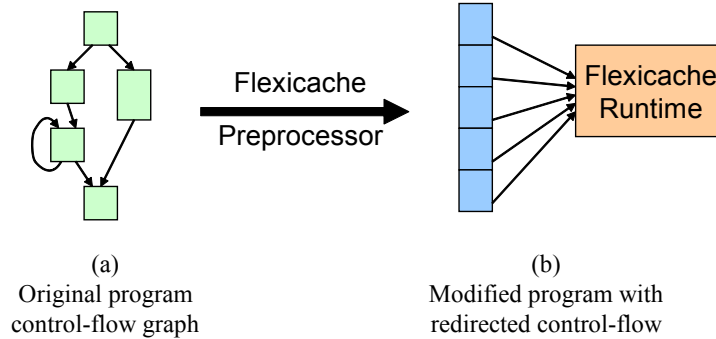 Flexicache
Preprocessor
Flexicache
Runtime
(a)
Original program
control-flow graph
(b)
Modified program with
redirected control-flow